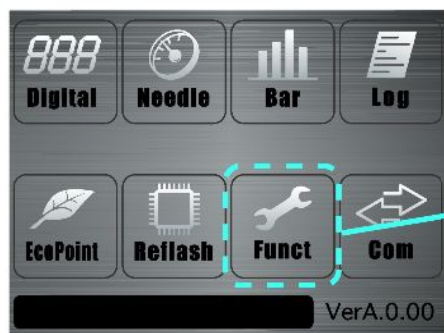 888
Digital Needle Bar Log
EcoPoint Reflash Funct Com
VerA.0.00